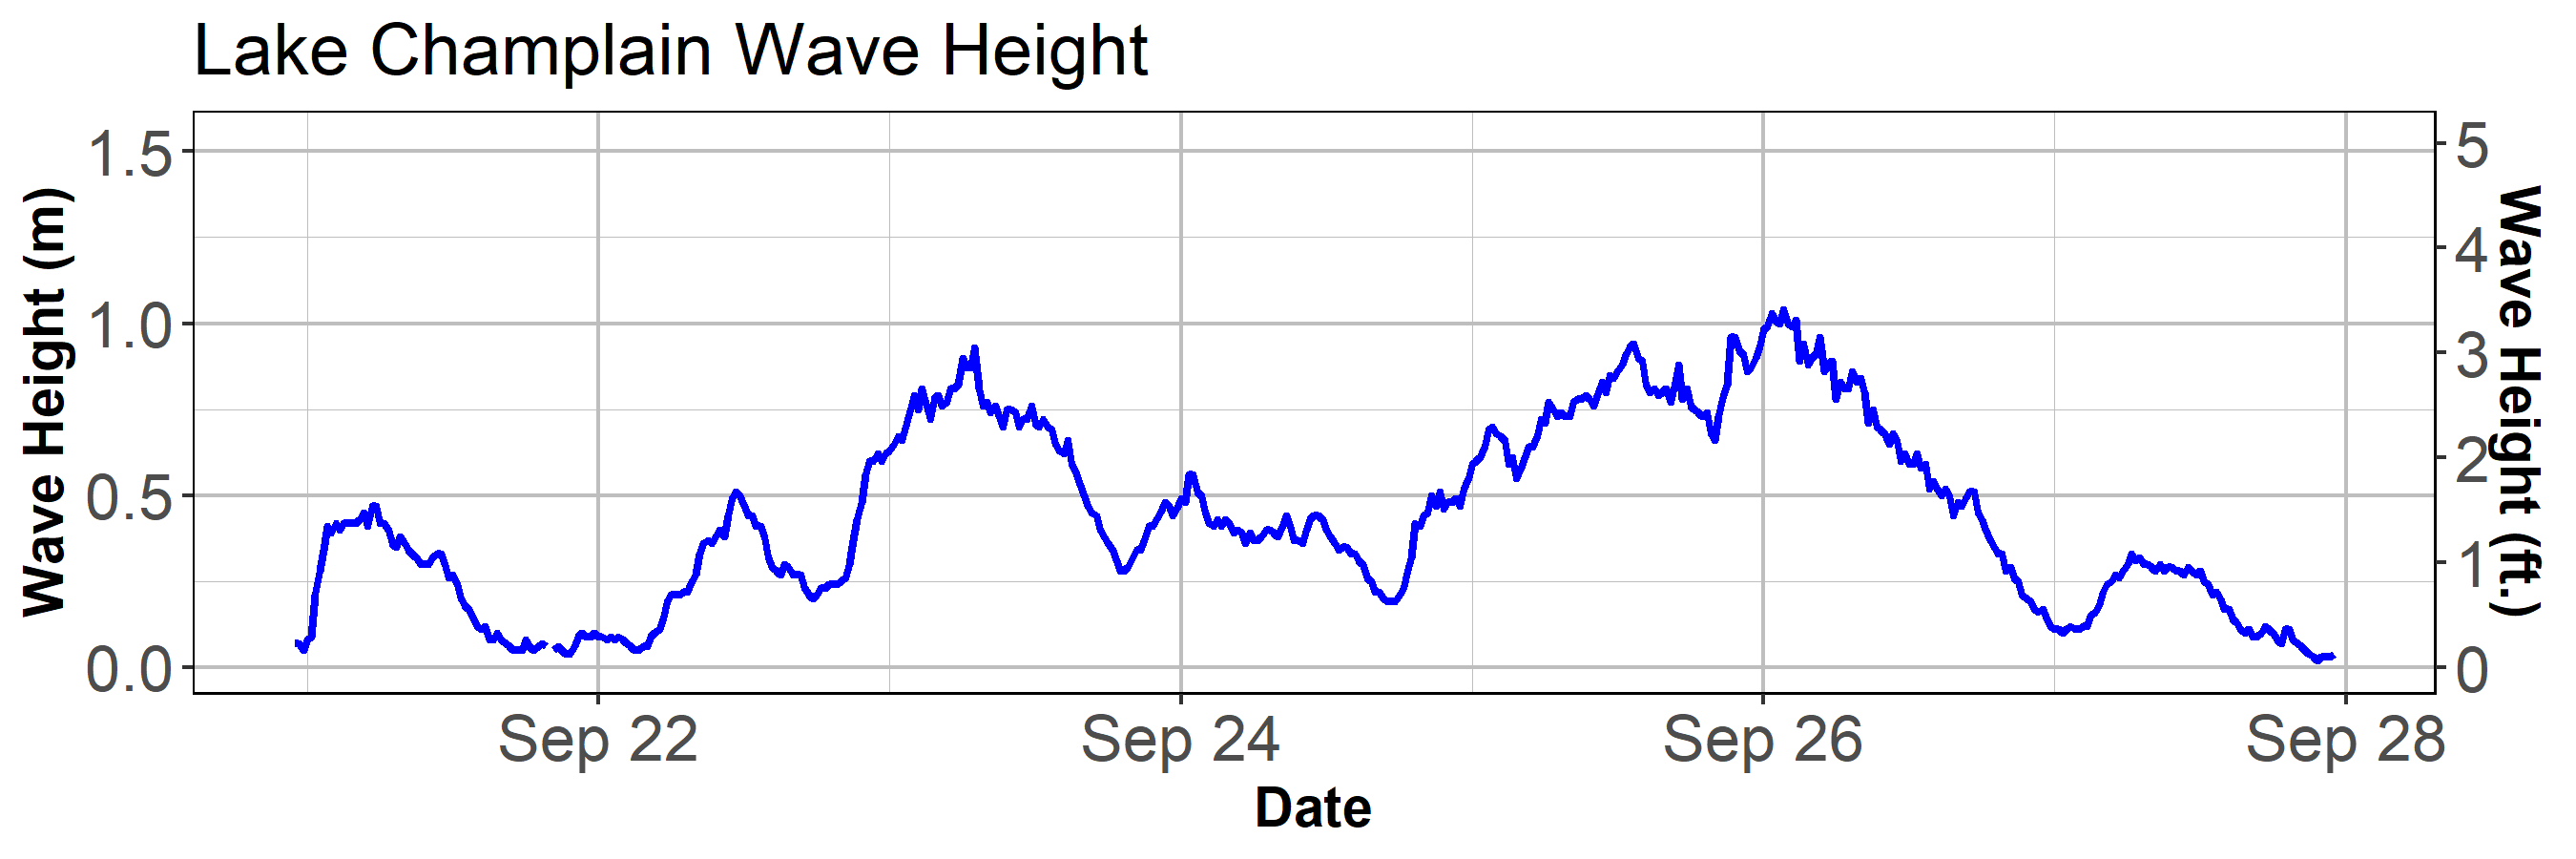 Lake Champlain Wave Height
Wave Height (m)
1.5
1.0
0.5
0.0
5
4
3
2
1
0
Wave Height (ft.)
Sep 22
Sep 24
Sep 26
Sep 28
Date